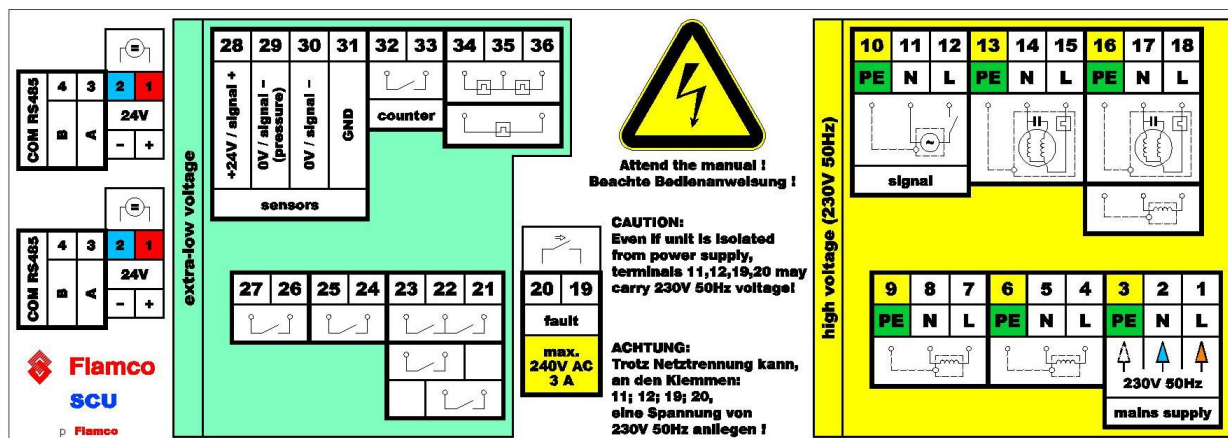 COM RS485
4 3 2 1
B A
24V
- +
COM RS485
4 3 2 1
B A
24V
- +
Flamco
SCU
p Flamco
extra-low voltage
28 29 30 31 32 33 34 35 36
+24V / signal +
0V / signal -
(pressure)
0V / signal -
GND
counter
sensors
27 26 25 24 23 22 21
20 19
fault
max.
240V AC
3 A
Attend the manual !
Beachte Bedienanweisung !
CAUTION:
Even if unit is isolated
from power supply,
terminals 11,12,19,20 may
carry 230V 50Hz voltage!
ACHTUNG:
Trotz Netztrennung kann,
an den Klemmen:
11; 12; 19; 20,
eine Spannung von
230V 50Hz anliegen !
high voltage (230V 50Hz)
10 11 12 13 14 15 16 17 18
PE N L PE N L PE N L
signal
9 8 7 6 5 4 3 2 1
PE N L PE N L PE N L
230V 50Hz
mains supply